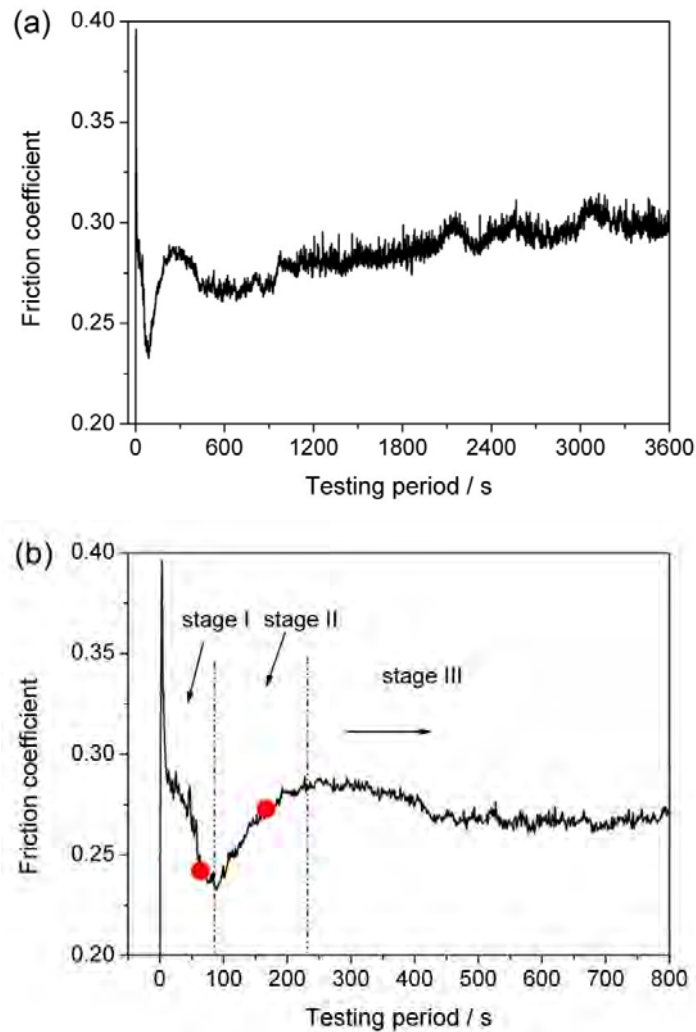 (a)
0.40
0.35
0.30
0.25
0.20
Friction coefficient
0 600 1200 1800 2400 3000 3600
Testing period / s
(b)
0.40
0.35
0.30
0.25
0.20
Friction coefficient
stage I stage II
stage III
0 100 200 300 400 500 600 700 800
Testing period / s